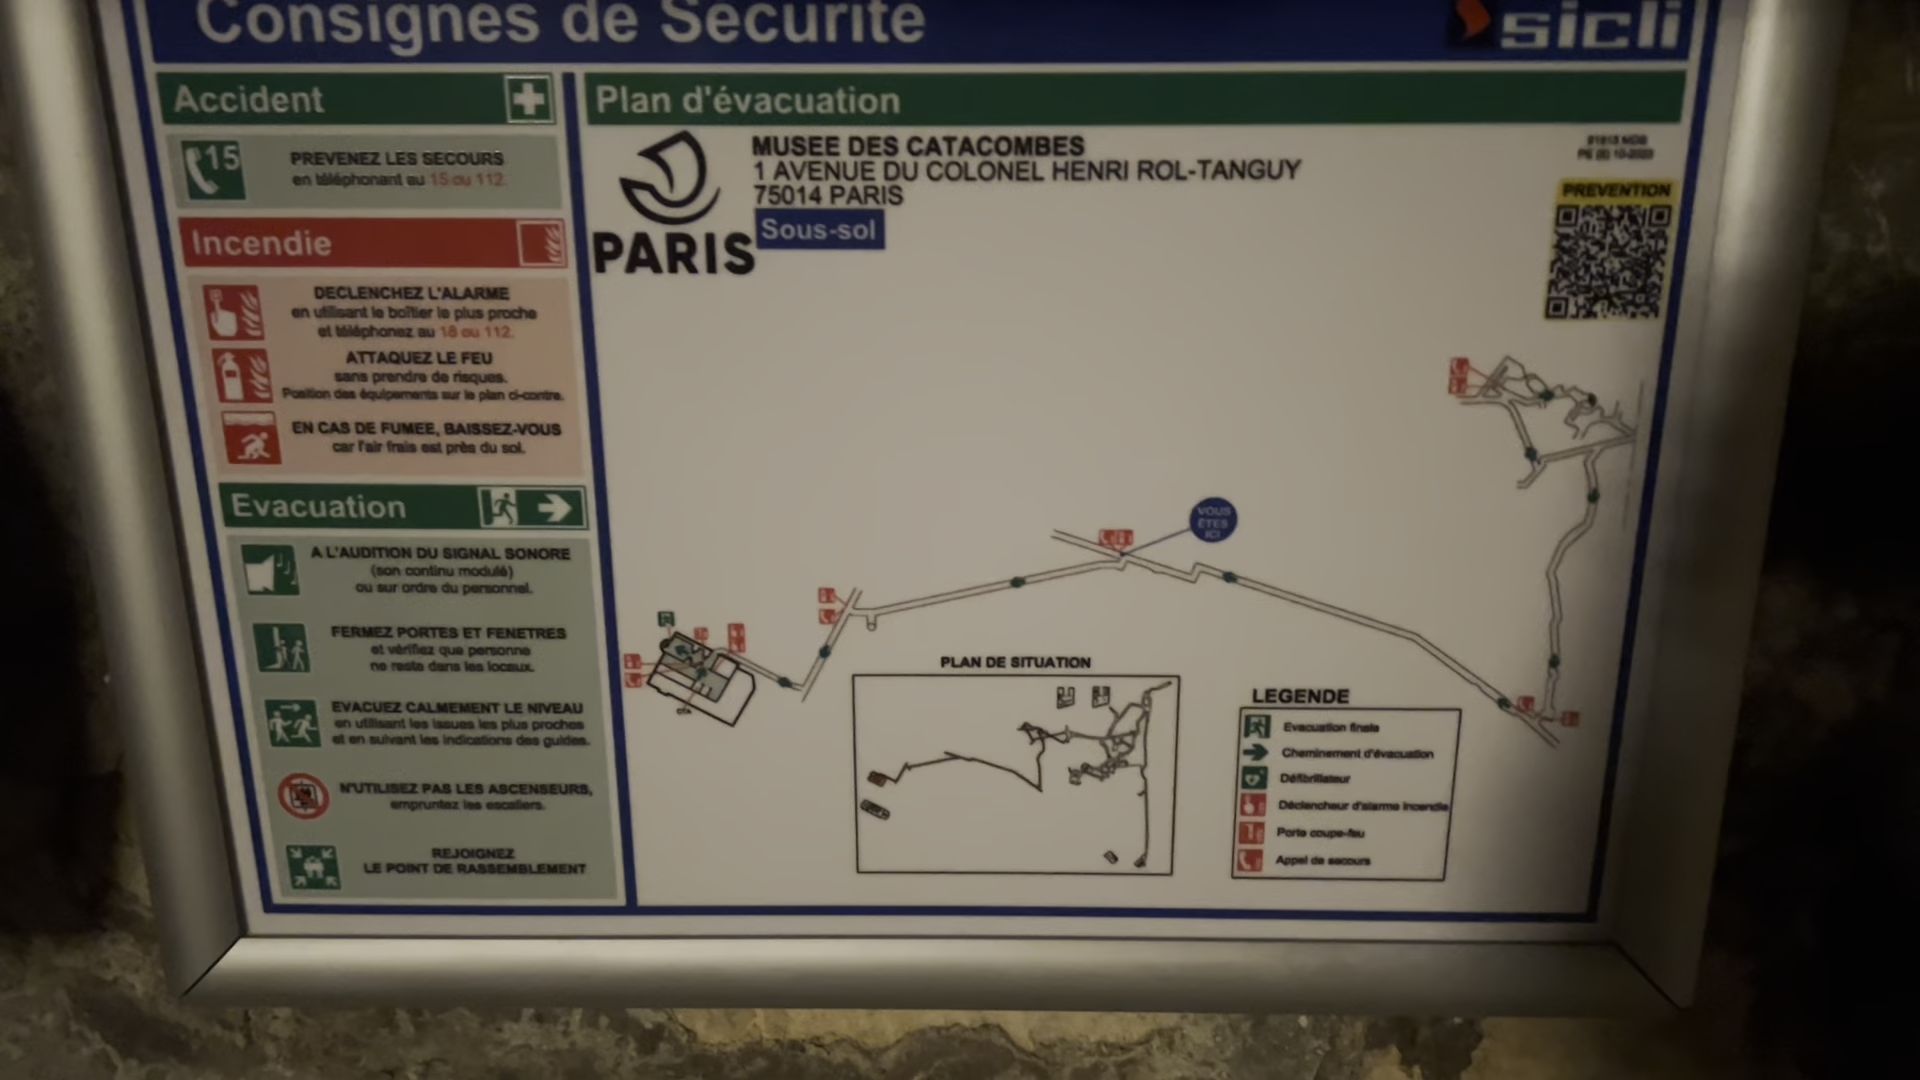 Consignes de Sécurité
sicli
Accident
15
PREVENEZ LES SECOURS
en téléphonant au 15 ou 112.
Incendie
DECLENCHEZ L'ALARME
en utilisant le boîtier le plus proche
et téléphonez au 18 ou 112.
ATTAQUEZ LE FEU
sans prendre de risques.
Position des équipements sur le plan ci-contre.
EN CAS DE FUMEE, BAISSEZ-VOUS
car l'air frais est près du sol.
Evacuation
A L'AUDITION DU SIGNAL SONORE
(son continu modulé)
ou sur ordre du personnel.
FERMEZ PORTES ET FENETRES
et vérifiez que personne
ne reste dans les locaux.
EVACUEZ CALMEMENT LE NIVEAU
en utilisant les issues les plus proches
et en suivant les indications des guides.
N'UTILISEZ PAS LES ASCENSEURS,
empruntez les escaliers.
REJOIGNEZ
LE POINT DE RASSEMBLEMENT
Plan d'évacuation
PARIS
MUSEE DES CATACOMBES
1 AVENUE DU COLONEL HENRI ROL-TANGUY
75014 PARIS
Sous-sol
PREVENTION
VOUS
ÊTES
ICI
PLAN DE SITUATION
LEGENDE
Evacuation finale
Cheminement d'évacuation
Défibrillateur
Déclencheur d'alarme incendie
Porte coupe-feu
Appel de secours